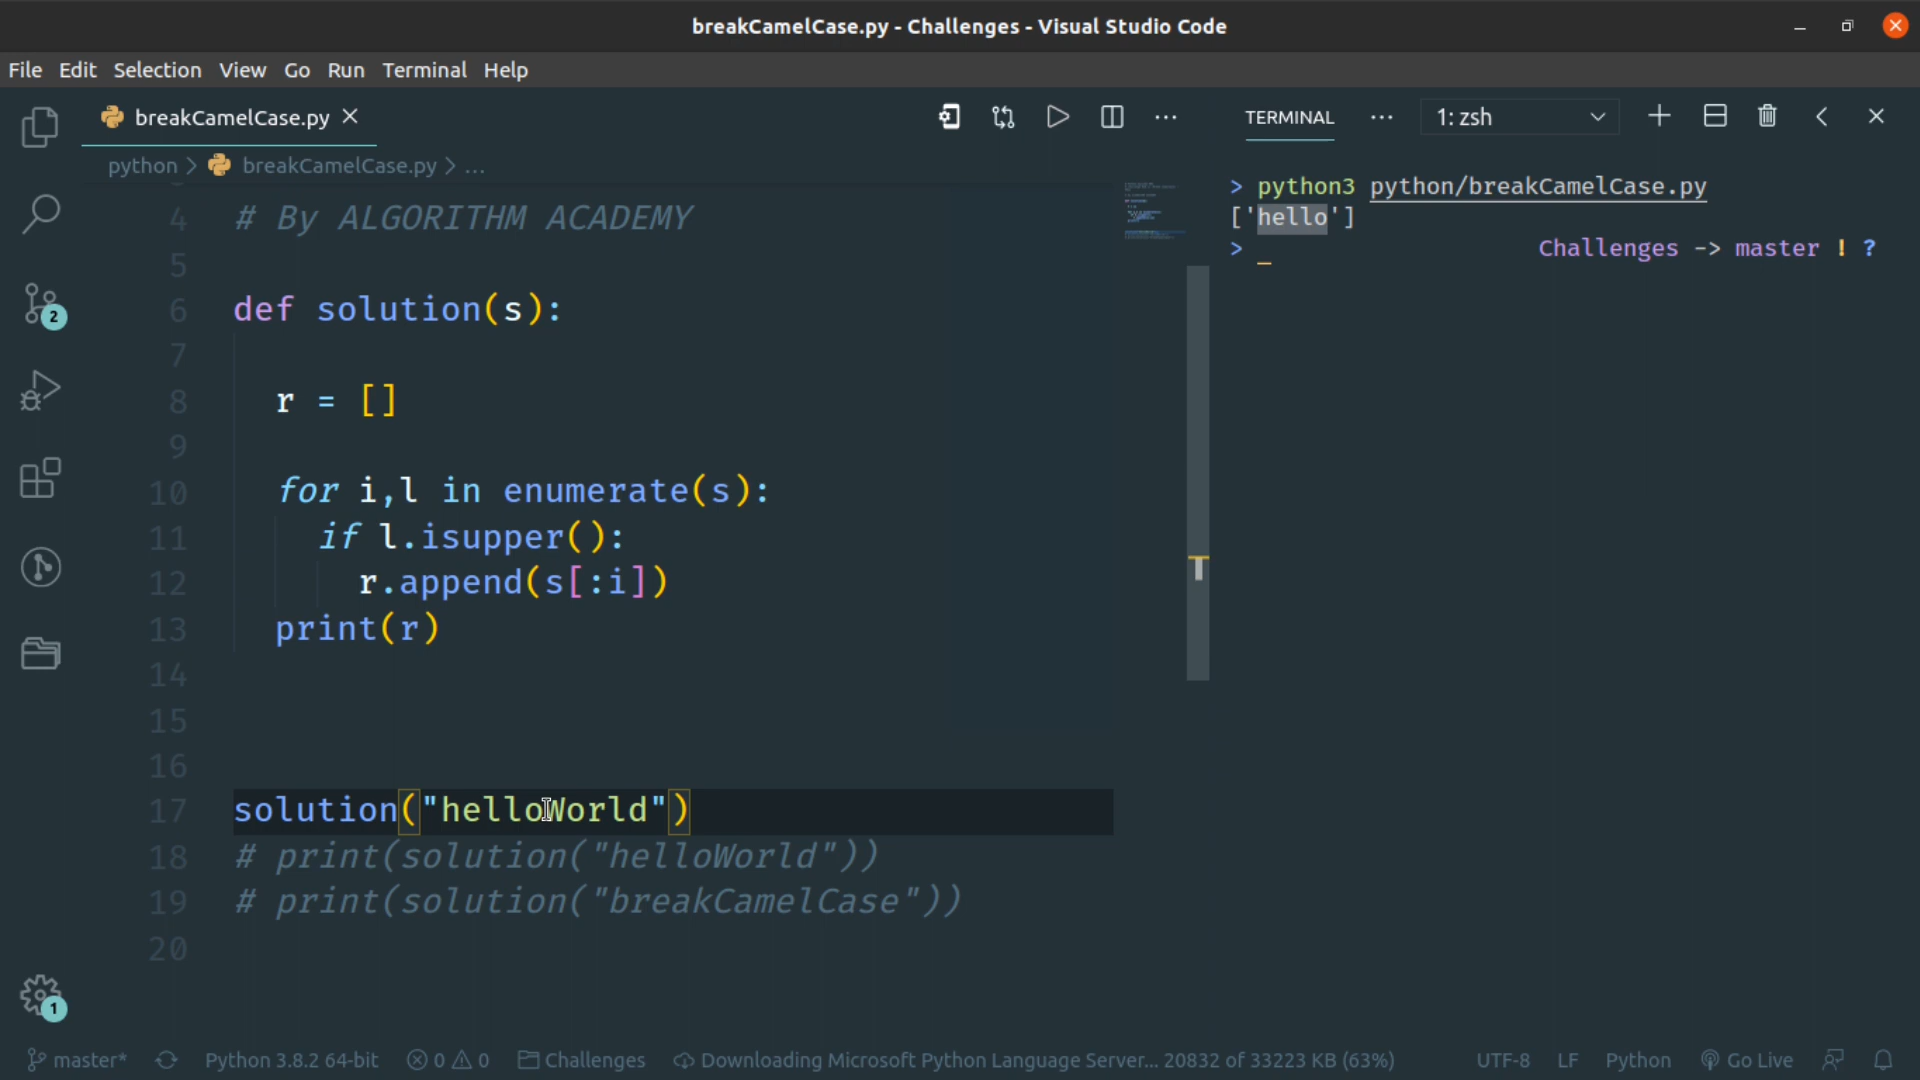 breakCamelCase.py - Challenges - Visual Studio Code
File Edit Selection View Go Run Terminal Help
breakCamelCase.py
python > breakCamelCase.py > ...
4 # By ALGORITHM ACADEMY
5
6 def solution(s):
7
8 r = []
9
10 for i,l in enumerate(s):
11 if l.isupper():
12 r.append(s[:i])
13 print(r)
14
15
16
17 solution("helloWorld")
18 # print(solution("helloWorld"))
19 # print(solution("breakCamelCase"))
20
TERMINAL ... 1: zsh
> python3 python/breakCamelCase.py
['hello']
> _ Challenges -> master ! ?
2
1
master* Python 3.8.2 64-bit 0 0 Challenges Downloading Microsoft Python Language Server... 20832 of 33223 KB (63%) UTF-8 LF Python Go Live